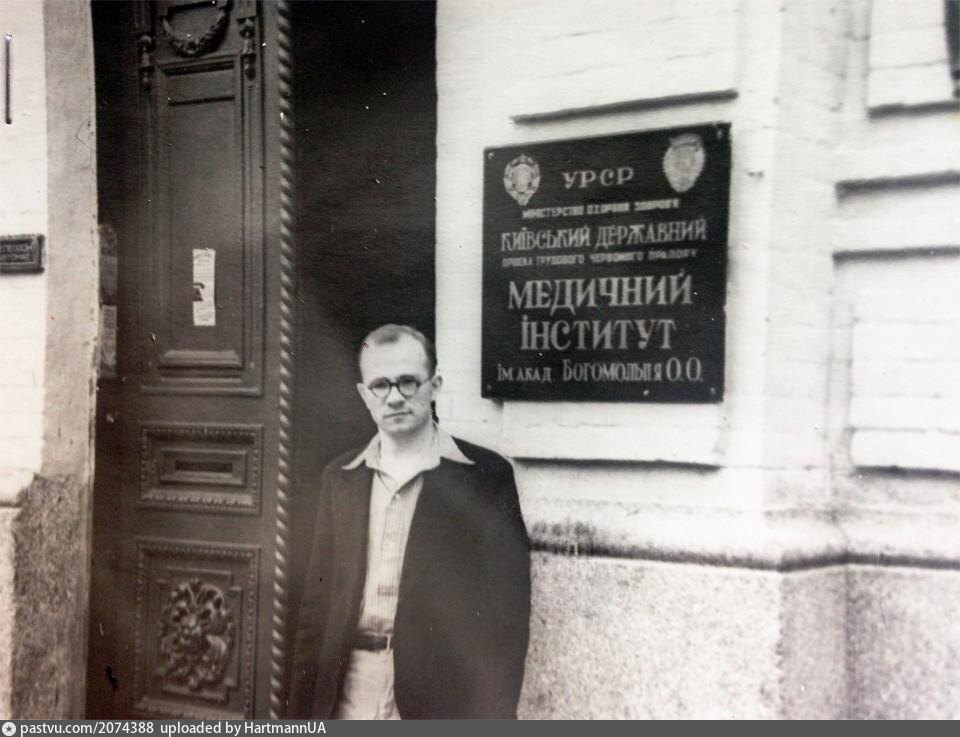 УРСР
МІНІСТЕРСТВО ОХОРОНИ ЗДОРОВ'Я
КИЇВСЬКИЙ ДЕРЖАВНИЙ
ОРДЕНА ТРУДОВОГО ЧЕРВОНОГО ПРАПОРУ
МЕДИЧНИЙ
ІНСТИТУТ
ІМ. АКАД. БОГОМОЛЬЦЯ О.О.
pastvu.com/2074388 uploaded by HartmannUA